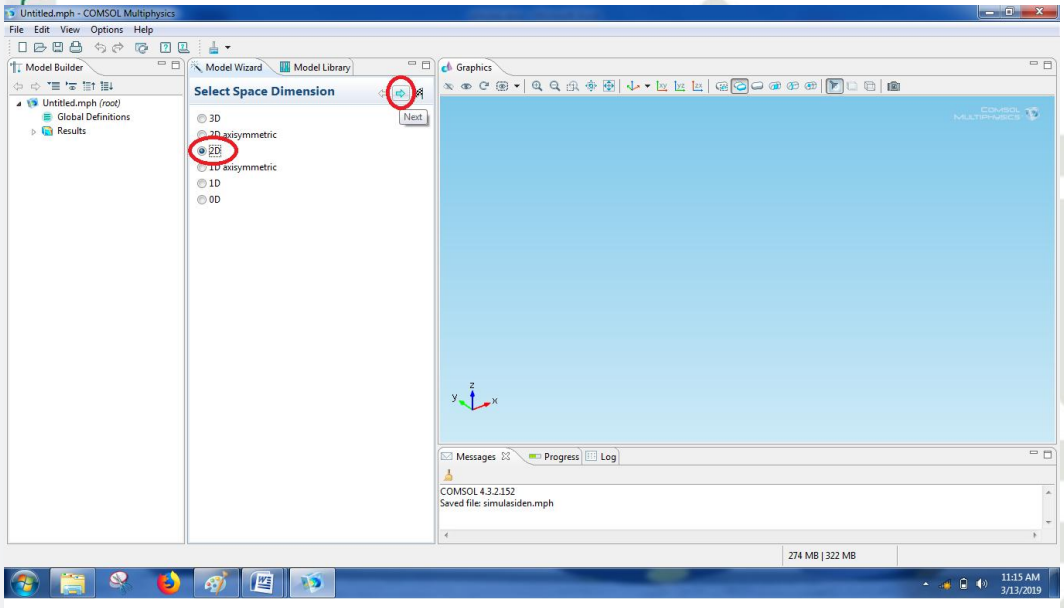 Untitled.mph - COMSOL Multiphysics
File Edit View Options Help
Model Builder
Untitled.mph (root)
Global Definitions
Results
Model Wizard Model Library
Select Space Dimension
Next
3D
2D axisymmetric
2D
1D axisymmetric
1D
0D
Graphics
xy yz xz
COMSOL
MULTIPHYSICS
z
y x
Messages Progress Log
COMSOL 4.3.2.152
Saved file: simulasiden.mph
274 MB | 322 MB
11:15 AM
3/13/2019